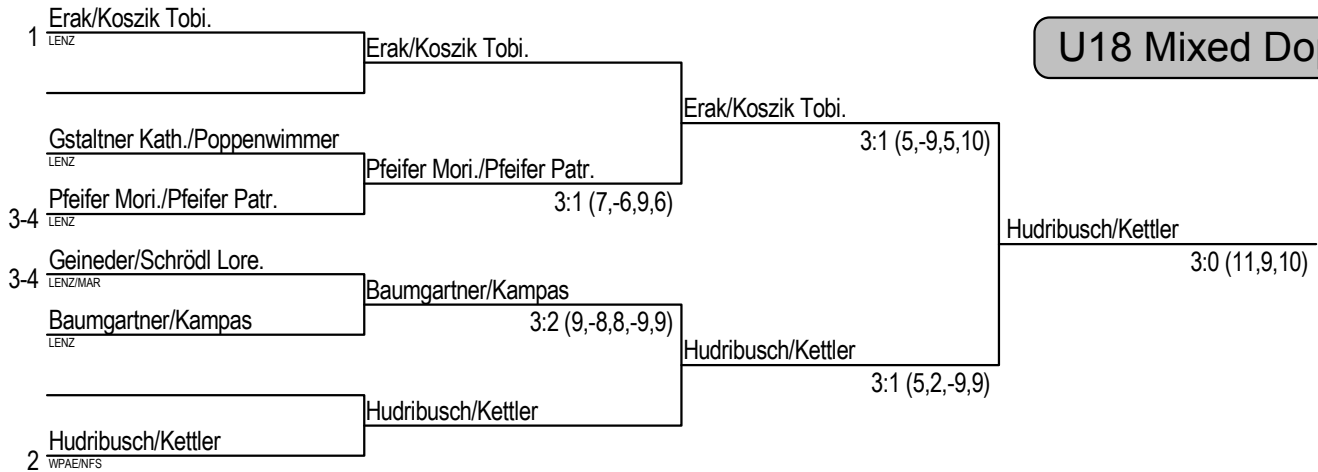 Erak/Koszik Tobi.
1
LENZ
Erak/Koszik Tobi.
U18 Mixed Do
Erak/Koszik Tobi.
3:1 (5,-9,5,10)
Gstaltner Kath./Poppenwimmer
LENZ
Pfeifer Mori./Pfeifer Patr.
3:1 (7,-6,9,6)
Pfeifer Mori./Pfeifer Patr.
3-4
LENZ
Hudribusch/Kettler
3:0 (11,9,10)
Geineder/Schrödl Lore.
3-4
LENZ/MAR
Baumgartner/Kampas
3:2 (9,-8,8,-9,9)
Baumgartner/Kampas
LENZ
Hudribusch/Kettler
3:1 (5,2,-9,9)
Hudribusch/Kettler
Hudribusch/Kettler
2
WPAE/NFS